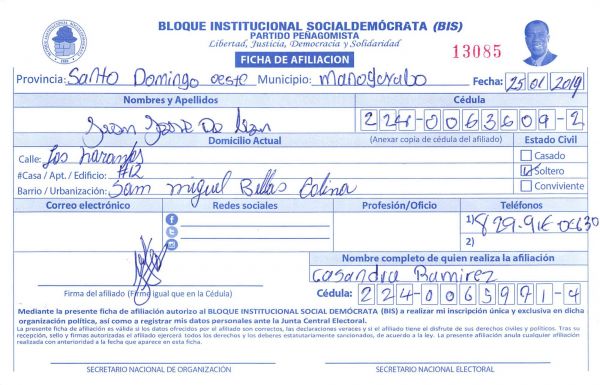 BLOQUE INSTITUCIONAL SOCIALDEMÓCRATA (BIS)
PARTIDO PEÑAGOMISTA
Libertad, Justicia, Democracia y Solidaridad
13085
FICHA DE AFILIACION
Provincia: Santo Domingo oeste Municipio: Manoguabo Fecha: 25/01/2019
Nombres y Apellidos Cédula
Jean Jose De Leon 224-0063609-2
Domicilio Actual (Anexar copia de cédula del afiliado) Estado Civil
Calle: Los naranjos Casado
#Casa / Apt. / Edificio: #12 Soltero
Barrio / Urbanización: Sam miguel Bellas Colina Conviviente
Correo electrónico Redes sociales Profesión/Oficio Teléfonos
1) 829-916-0630
2)
Nombre completo de quien realiza la afiliación
Casandra Ramirez
Firma del afiliado (Firme igual que en la Cédula) Cédula: 224-0065971-4
Mediante la presente ficha de afiliación autorizo al BLOQUE INSTITUCIONAL SOCIAL DEMÓCRATA (BIS) a realizar mi inscripción única y exclusiva en dicha
organización política, así como a registrar mis datos personales ante la Junta Central Electoral.
La presente ficha de afiliación es válida si los datos ofrecidos por el afiliado son correctos, las declaraciones veraces y si el afiliado tiene el disfrute de sus derechos civiles y políticos. Tras su
recepción, sello y firmas autorizadas el afiliado ejercerá todos los derechos y los deberes estatutariamente sancionados, de acuerdo a la ley. La presente afiliación anula cualquier afiliación
realizada con anterioridad a la fecha que aparece en esta ficha.
SECRETARIO NACIONAL DE ORGANIZACIÓN SECRETARIO NACIONAL ELECTORAL